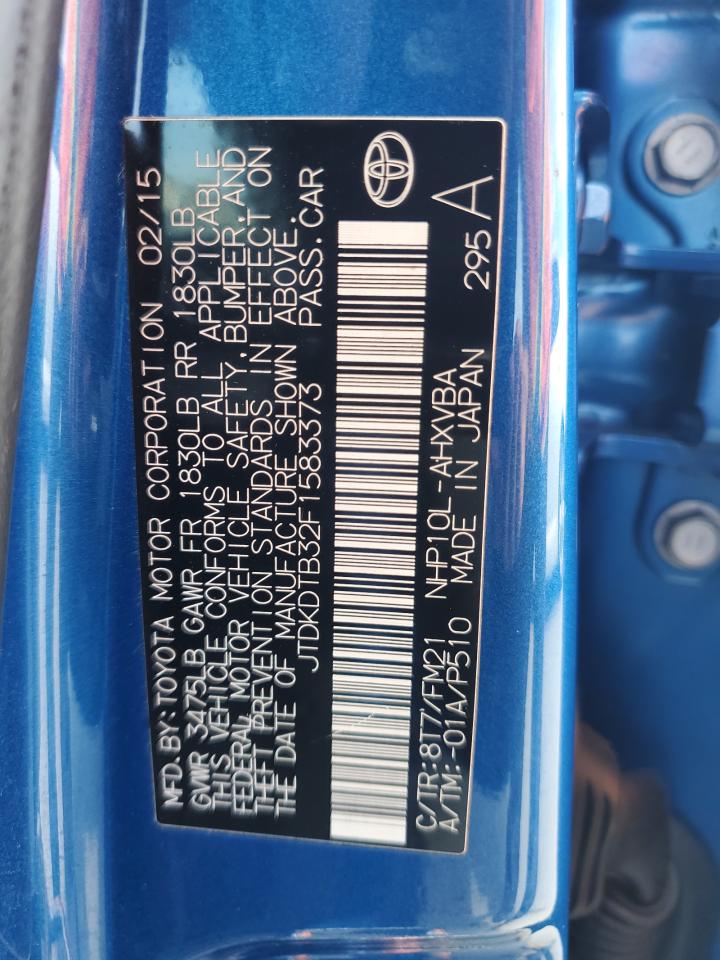 MFD.BY:TOYOTA MOTOR CORPORATION 02/15
GVWR 3475LB GAWR FR 1830LB RR 1830LB
THIS VEHICLE CONFORMS TO ALL APPLICABLE
FEDERAL MOTOR VEHICLE SAFETY,BUMPER,AND
THEFT PREVENTION STANDARDS IN EFFECT ON
THE DATE OF MANUFACTURE SHOWN ABOVE.
JTDKDTB32F1583373 PASS.CAR
C/TR:8T7/FM21 NHP10L-AHXVBA 295
A/TM:-01A/P510 MADE IN JAPAN A